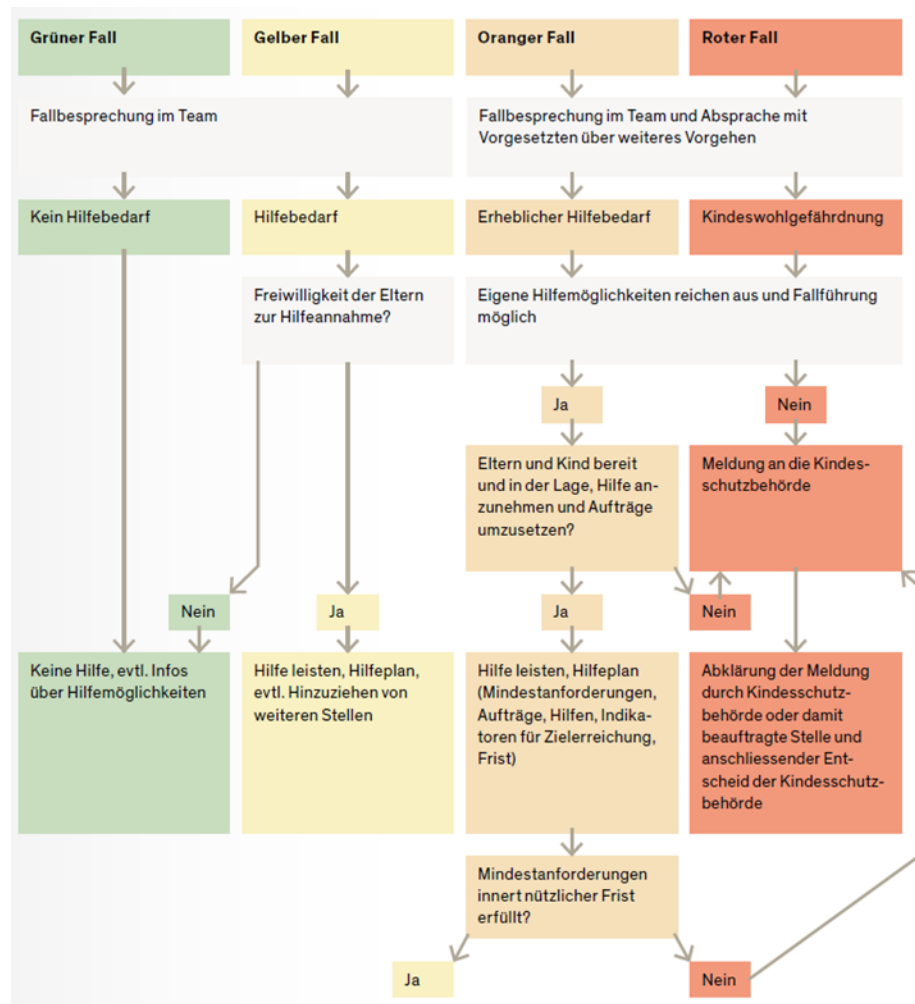 Grüner Fall
Gelber Fall
Oranger Fall
Roter Fall
Fallbesprechung im Team
Fallbesprechung im Team und Absprache mit
Vorgesetzten über weiteres Vorgehen
Kein Hilfebedarf
Hilfebedarf
Erheblicher Hilfebedarf
Kindeswohlgefährdnung
Freiwilligkeit der Eltern
zur Hilfeannahme?
Eigene Hilfemöglichkeiten reichen aus und Fallführung
möglich
Ja
Nein
Eltern und Kind bereit
und in der Lage, Hilfe an-
zunehmen und Aufträge
umzusetzen?
Meldung an die Kindes-
schutzbehörde
Nein
Ja
Ja
Nein
Keine Hilfe, evtl. Infos
über Hilfemöglichkeiten
Hilfe leisten, Hilfeplan,
evtl. Hinzuziehen von
weiteren Stellen
Hilfe leisten, Hilfeplan
(Mindestanforderungen,
Aufträge, Hilfen, Indika-
toren für Zielerreichung,
Frist)
Abklärung der Meldung
durch Kindesschutz-
behörde oder damit
beauftragte Stelle und
anschliessender Ent-
scheid der Kindesschutz-
behörde
Mindestanforderungen
innert nützlicher Frist
erfüllt?
Ja
Nein